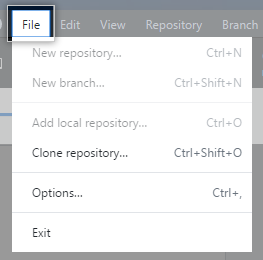 File Edit View Repository Branch
New repository... Ctrl+N
New branch... Ctrl+Shift+N
Add local repository... Ctrl+O
Clone repository... Ctrl+Shift+O
Options... Ctrl+,
Exit